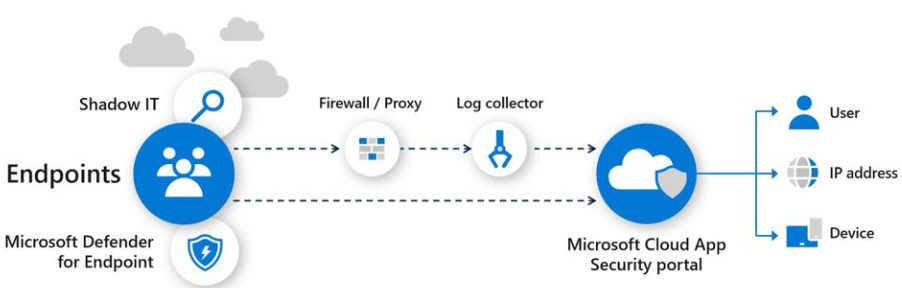 Shadow IT
Firewall / Proxy
Log collector
Endpoints
User
IP address
Device
Microsoft Defender
for Endpoint
Microsoft Cloud App
Security portal